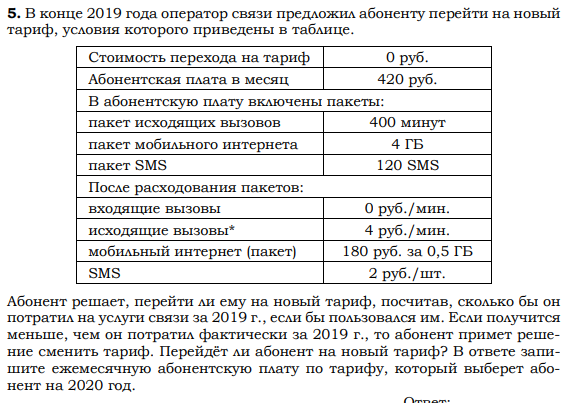 5. В конце 2019 года оператор связи предложил абоненту перейти на новый
тариф, условия которого приведены в таблице.
Стоимость перехода на тариф 0 руб.
Абонентская плата в месяц 420 руб.
В абонентскую плату включены пакеты:
пакет исходящих вызовов 400 минут
пакет мобильного интернета 4 ГБ
пакет SMS 120 SMS
После расходования пакетов:
входящие вызовы 0 руб./мин.
исходящие вызовы* 4 руб./мин.
мобильный интернет (пакет) 180 руб. за 0,5 ГБ
SMS 2 руб./шт.
Абонент решает, перейти ли ему на новый тариф, посчитав, сколько бы он
потратил на услуги связи за 2019 г., если бы пользовался им. Если получится
меньше, чем он потратил фактически за 2019 г., то абонент примет реше-
ние сменить тариф. Перейдёт ли абонент на новый тариф? В ответе запи-
шите ежемесячную абонентскую плату по тарифу, который выберет або-
нент на 2020 год.
Ответ: